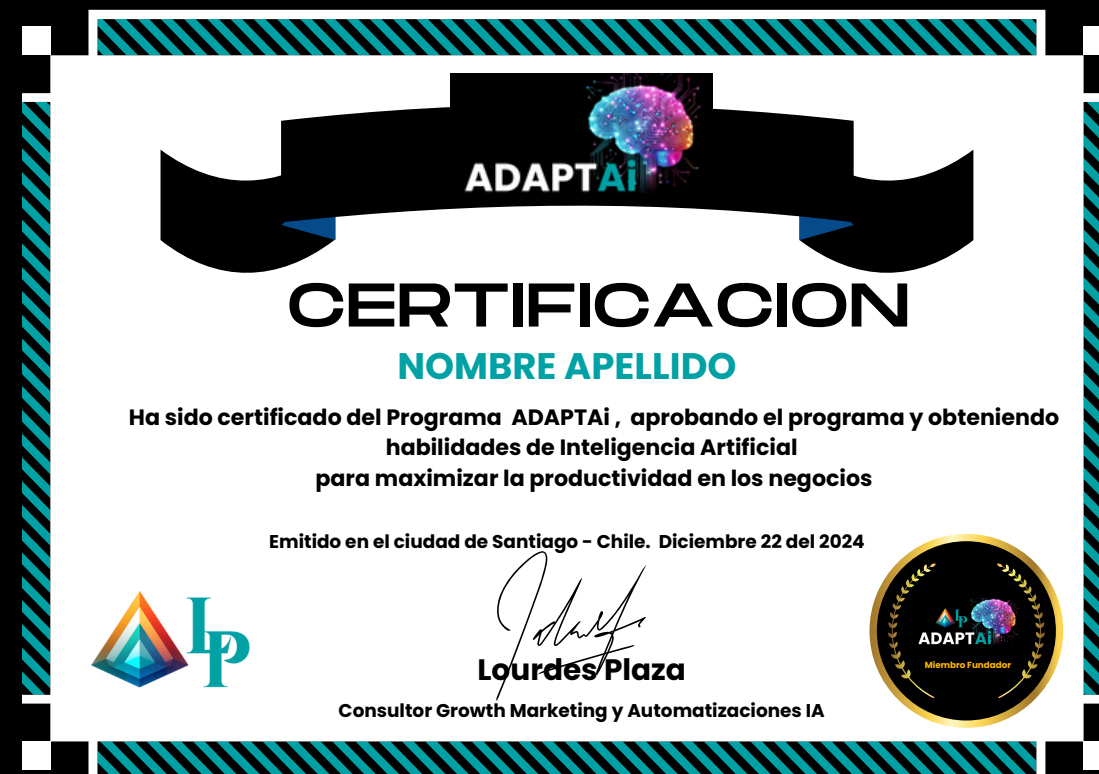 ADAPTAi
CERTIFICACION
NOMBRE APELLIDO
Ha sido certificado del Programa ADAPTAi , aprobando el programa y obteniendo
habilidades de Inteligencia Artificial
para maximizar la productividad en los negocios
Emitido en el ciudad de Santiago - Chile. Diciembre 22 del 2024
LP
Lourdes Plaza
Consultor Growth Marketing y Automatizaciones IA
LP
ADAPTAi
Miembro Fundador